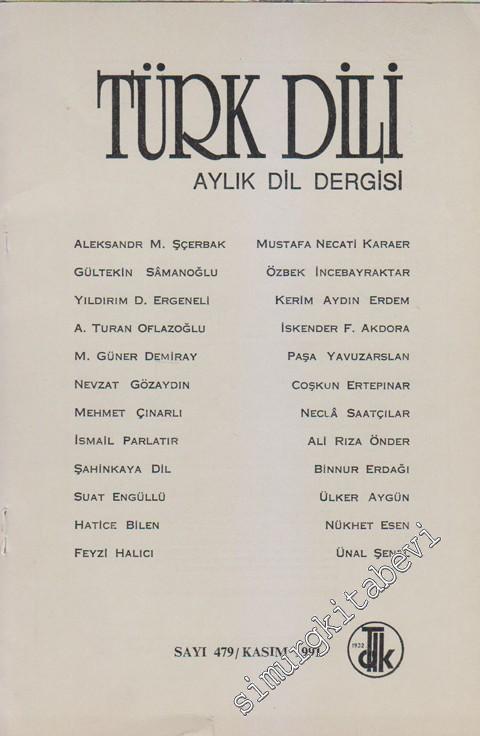 TÜRK DİLİ
AYLIK DİL DERGİSİ
ALEKSANDR M. ŞÇERBAK
GÜLTEKİN SÂMANOĞLU
YILDIRIM D. ERGENELİ
A. TURAN OFLAZOĞLU
M. GÜNER DEMİRAY
NEVZAT GÖZAYDIN
MEHMET ÇINARLI
İSMAİL PARLATIR
ŞAHİNKAYA DİL
SUAT ENGÜLLÜ
HATİCE BİLEN
FEYZİ HALICI
MUSTAFA NECATİ KARAER
ÖZBEK İNCEBAYRAKTAR
KERİM AYDIN ERDEM
İSKENDER F. AKDORA
PAŞA YAVUZARSLAN
COŞKUN ERTEPINAR
NECLÂ SAATÇILAR
ALİ RIZA ÖNDER
BİNNUR ERDAĞI
ÜLKER AYGÜN
NÜKHET ESEN
ÜNAL
SAYI 479/KASIM 1991
1932 TDK
simurgkitabevi